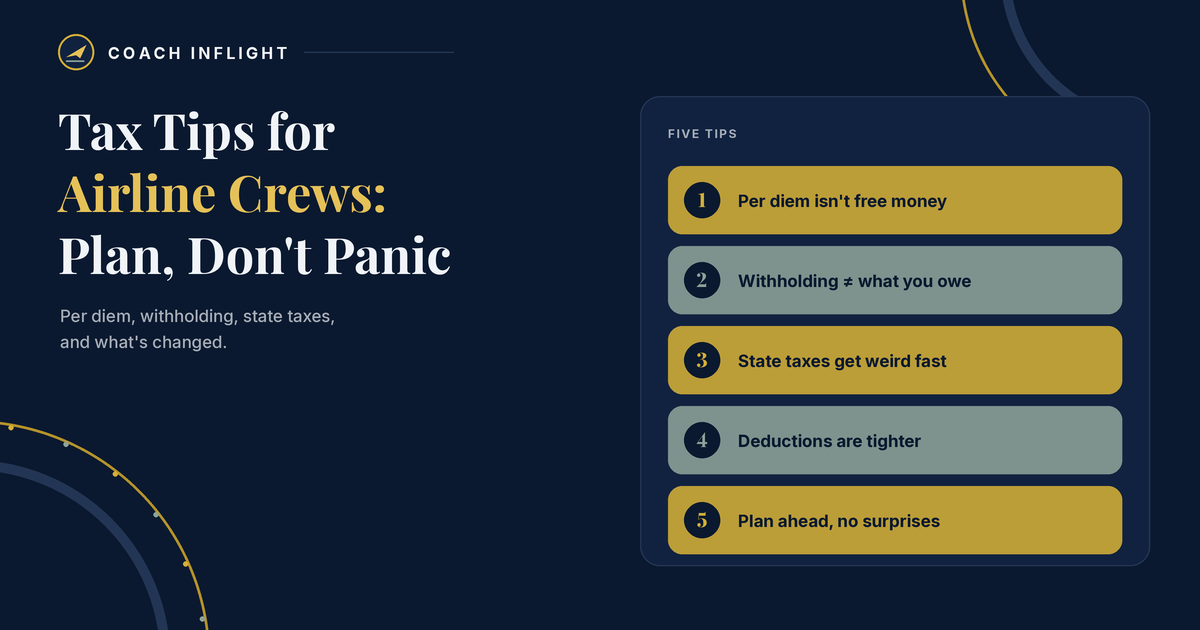 COACH INFLIGHT
Tax Tips for
Airline Crews:
Plan, Don't Panic
Per diem, withholding, state taxes,
and what's changed.
FIVE TIPS
1 Per diem isn't free money
2 Withholding ≠ what you owe
3 State taxes get weird fast
4 Deductions are tighter
5 Plan ahead, no surprises